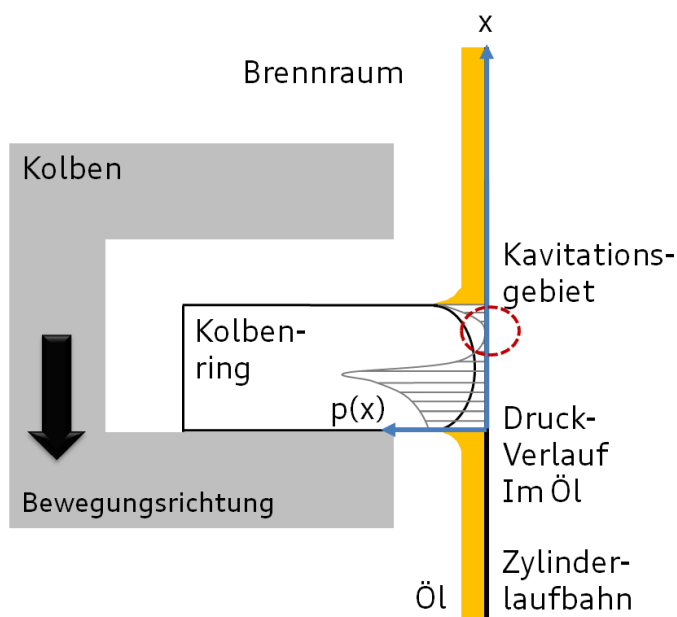 x
Brennraum
Kolben
Kavitations-
gebiet
Kolben-
ring
p(x)
Druck-
Verlauf
Im Öl
Bewegungsrichtung
Zylinder-
laufbahn
Öl